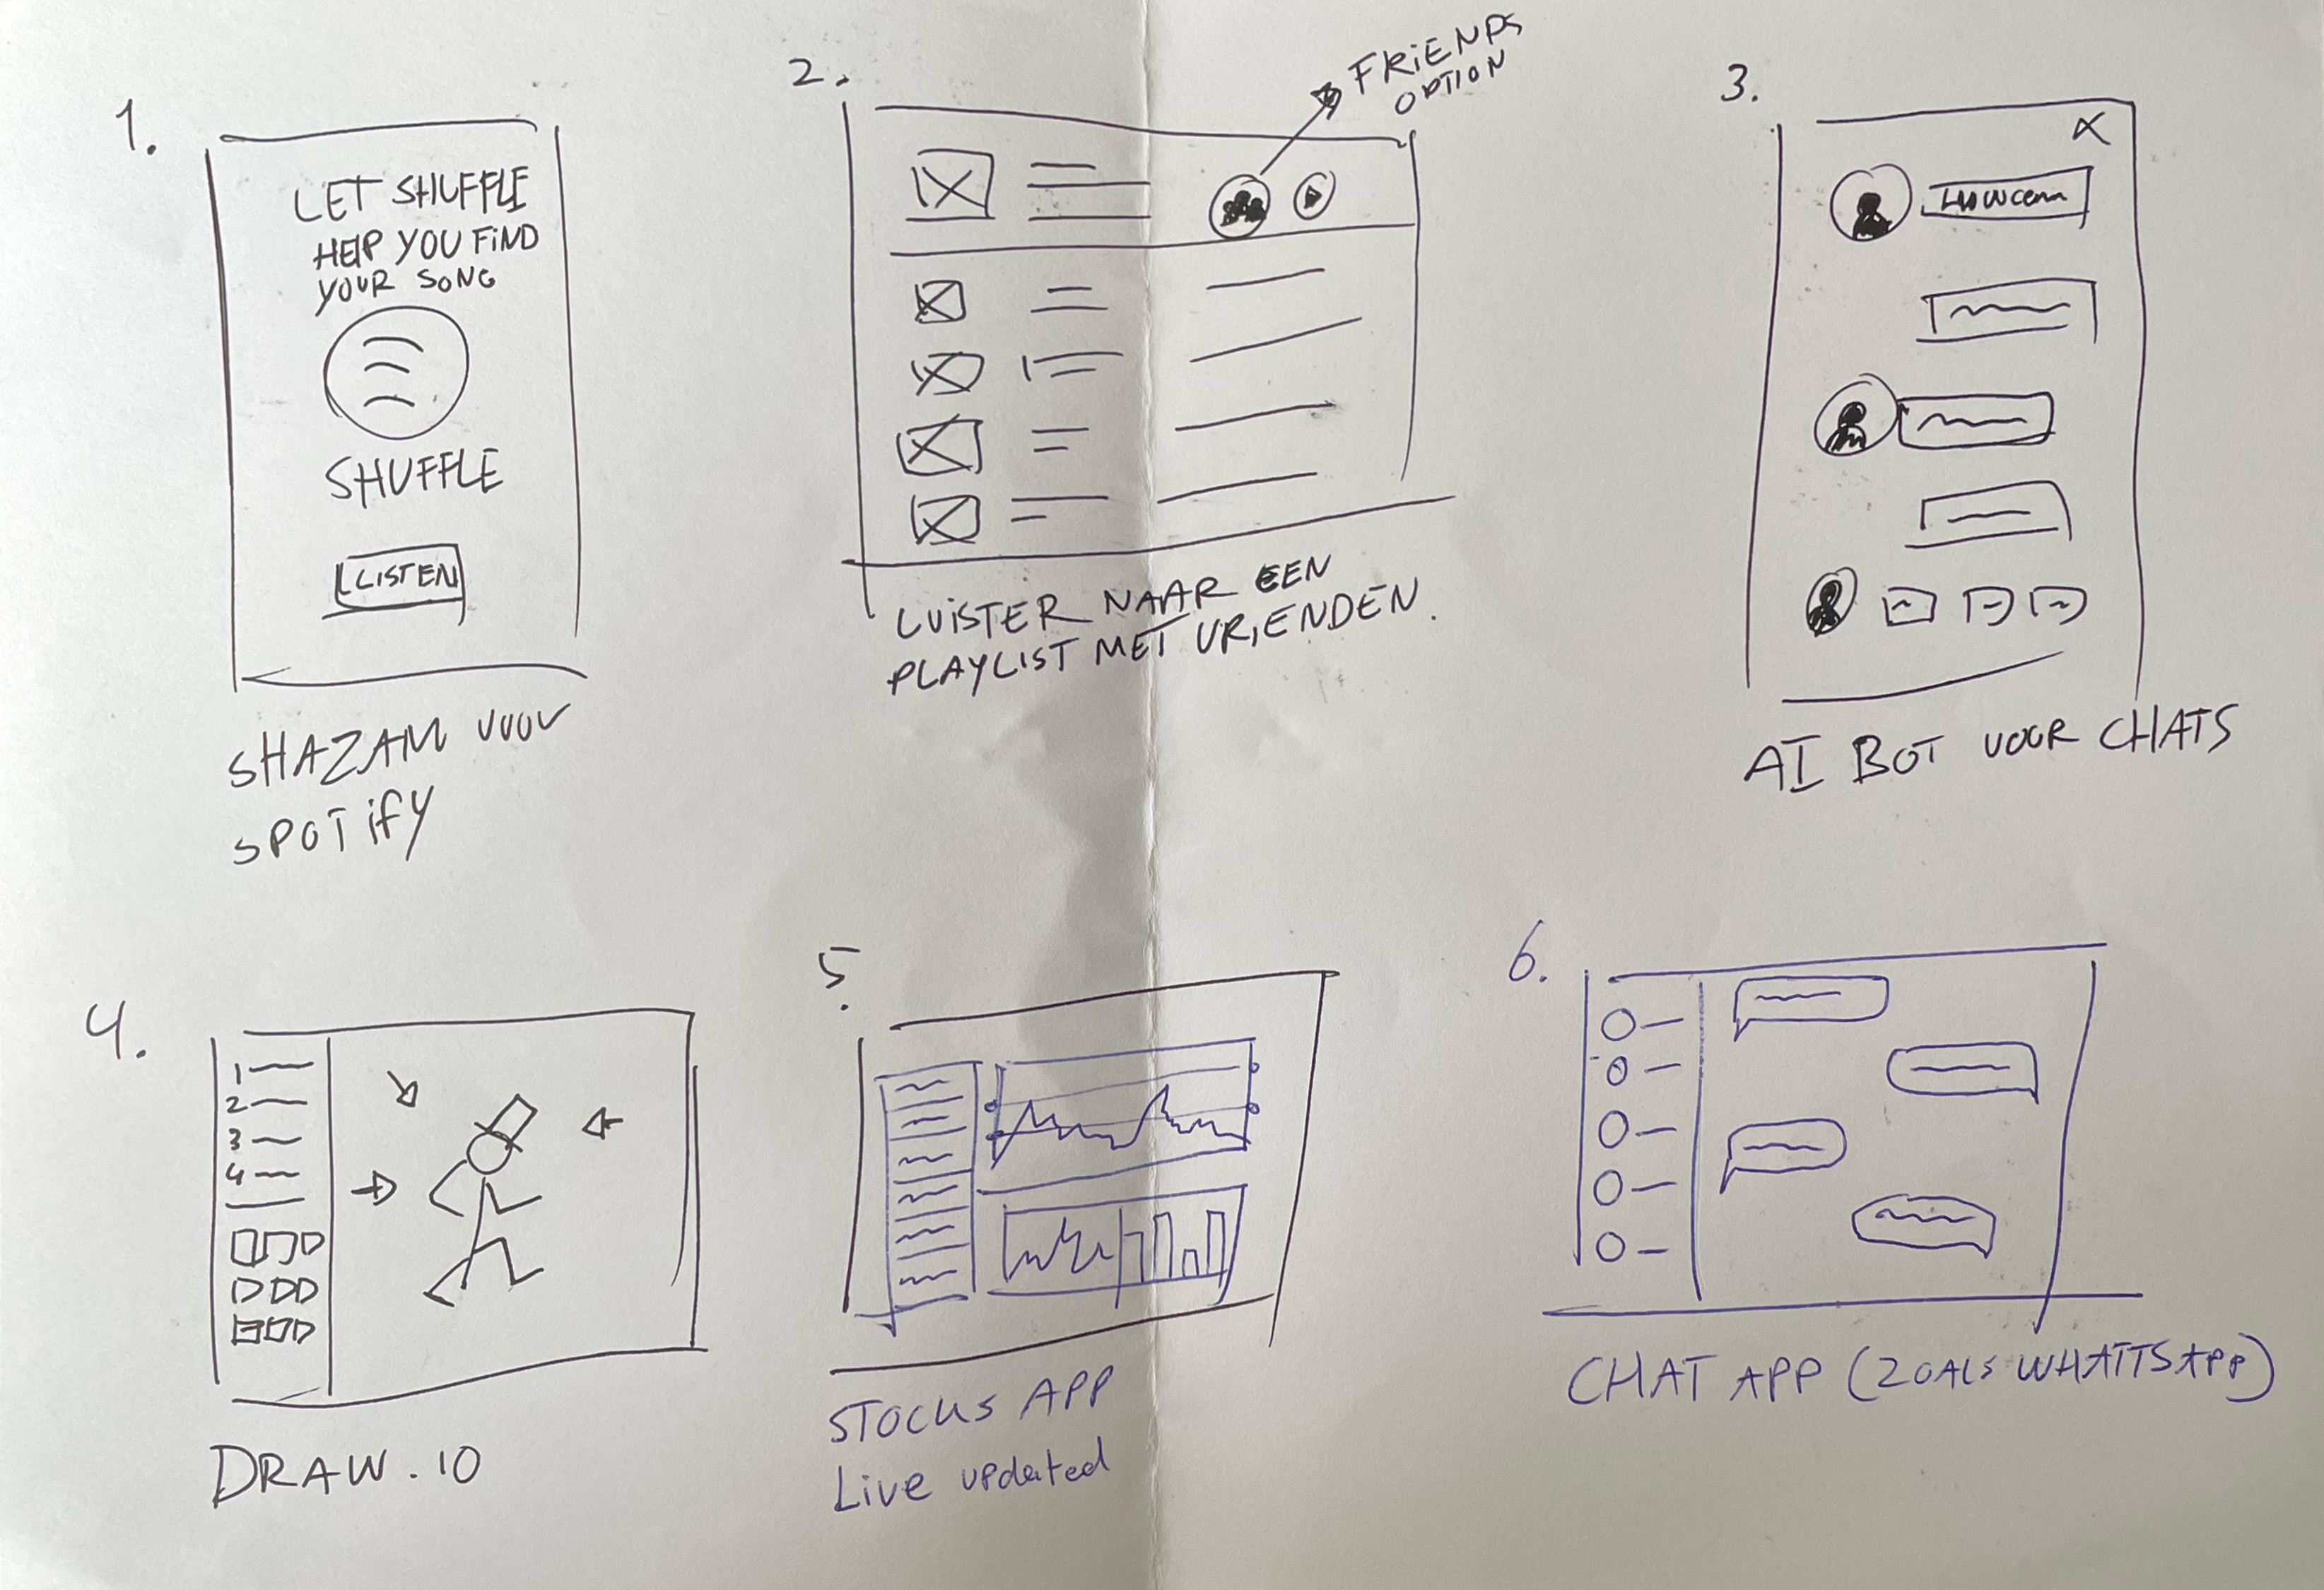 1.
LET SHUFFLE
HELP YOU FIND
YOUR SONG
SHUFFLE
LISTEN
SHAZAM voor
SPOTify
2.
FRIENDS
OPTION
LUISTER NAAR EEN
PLAYLIST MET VRIENDEN.
3.
X
AI BOT VOOR CHATS
4.
1
2
3
4
DRAW.IO
5.
STOCKS APP
Live updated
6.
CHAT APP (ZOALS WHATTSAPP)